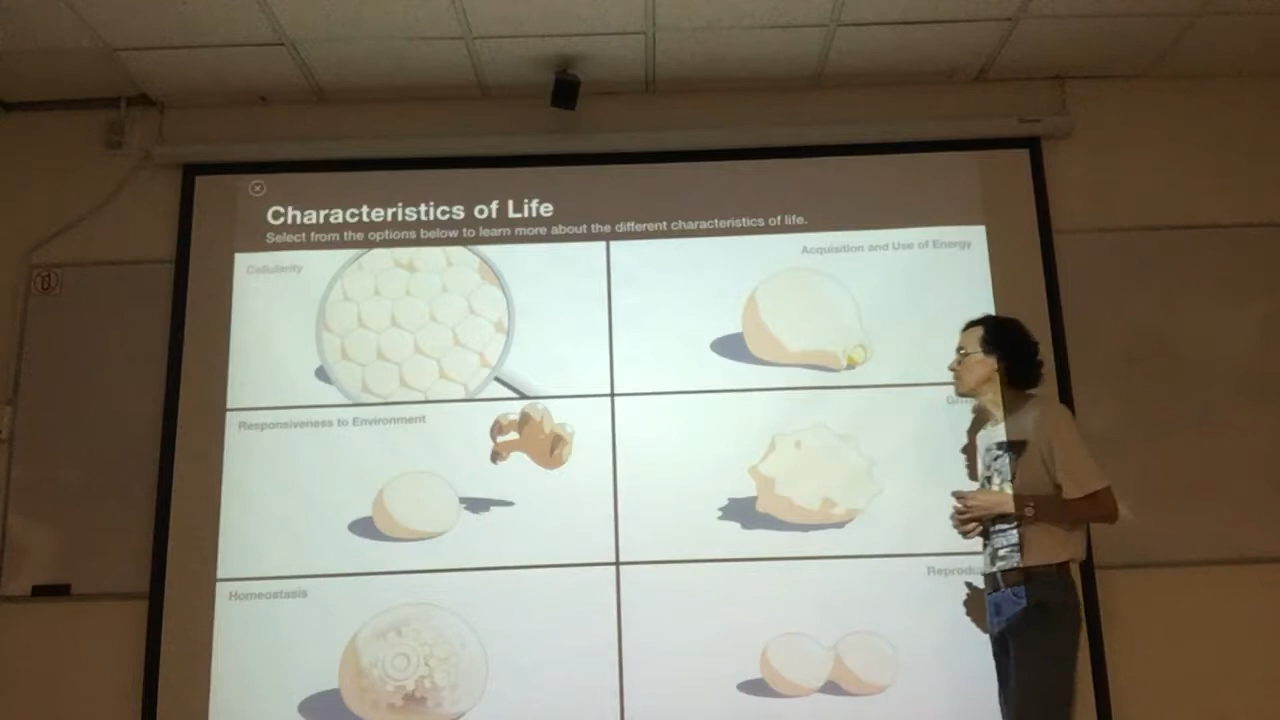 Characteristics of Life
Select from the options below to learn more about the different characteristics of life.
Cellularity
Acquisition and Use of Energy
Responsiveness to Environment
Homeostasis